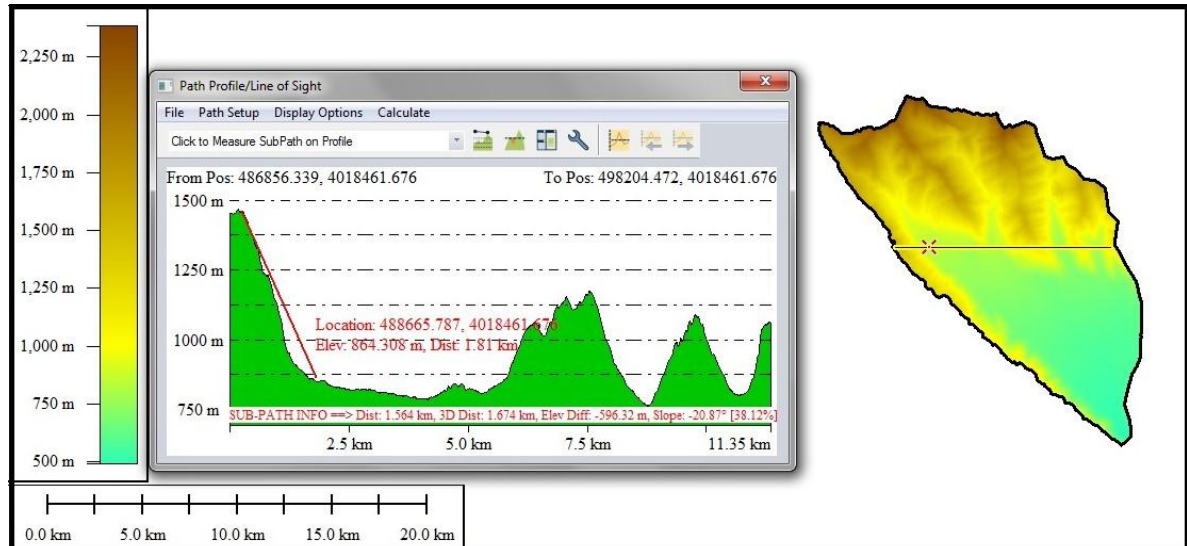 2,250 m
2,000 m
1,750 m
1,500 m
1,250 m
1,000 m
750 m
500 m
Path Profile/Line of Sight
File Path Setup Display Options Calculate
Click to Measure SubPath on Profile
From Pos: 486856.339, 4018461.676 To Pos: 498204.472, 4018461.676
1500 m
1250 m
1000 m
750 m
Location: 488665.787, 4018461.676
Elev: 864.308 m, Dist: 1.81 km
SUB-PATH INFO ==> Dist: 1.564 km, 3D Dist: 1.674 km, Elev Diff: -596.32 m, Slope: -20.87° [38.12%]
2.5 km 5.0 km 7.5 km 11.35 km
0.0 km 5.0 km 10.0 km 15.0 km 20.0 km